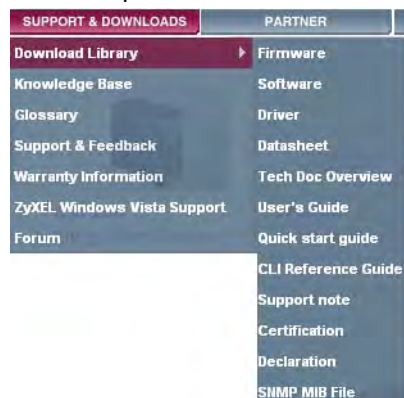 SUPPORT & DOWNLOADS
PARTNER
Download Library
Knowledge Base
Glossary
Support & Feedback
Warranty Information
ZyXEL Windows Vista Support
Forum
Firmware
Software
Driver
Datasheet
Tech Doc Overview
User's Guide
Quick start guide
CLI Reference Guide
Support note
Certification
Declaration
SNMP MIB File